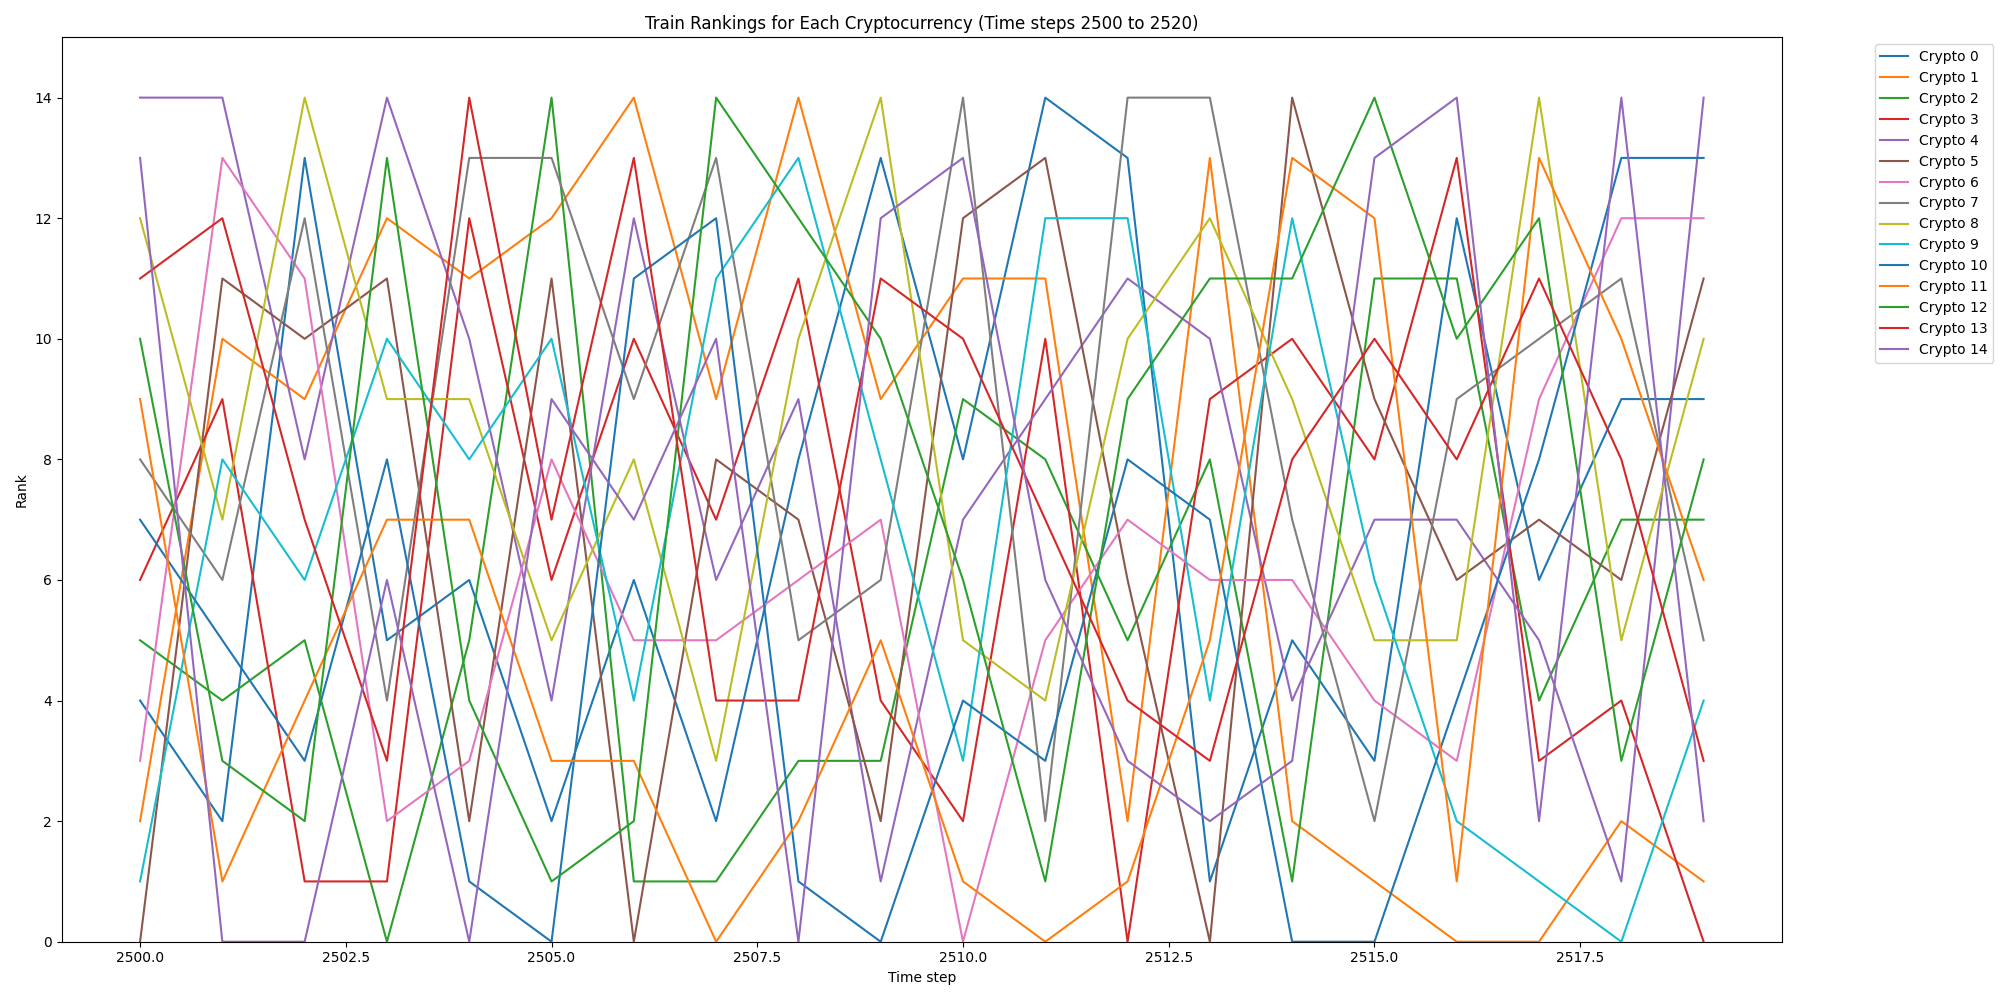 Train Rankings for Each Cryptocurrency (Time steps 2500 to 2520)
Rank
14
12
10
8
6
4
2
0
2500.0 2502.5 2505.0 2507.5 2510.0 2512.5 2515.0 2517.5
Time step
Crypto 0
Crypto 1
Crypto 2
Crypto 3
Crypto 4
Crypto 5
Crypto 6
Crypto 7
Crypto 8
Crypto 9
Crypto 10
Crypto 11
Crypto 12
Crypto 13
Crypto 14